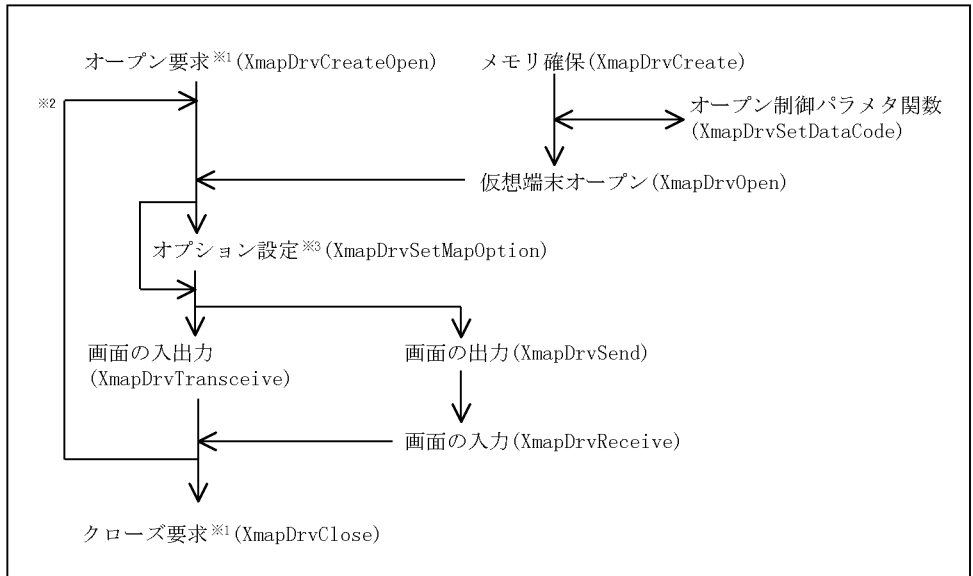 オープン要求※1(XmapDrvCreateOpen)
メモリ確保(XmapDrvCreate)
※2
オープン制御パラメタ関数
(XmapDrvSetDataCode)
仮想端末オープン(XmapDrvOpen)
オプション設定※3(XmapDrvSetMapOption)
画面の入出力
(XmapDrvTransceive)
画面の出力(XmapDrvSend)
画面の入力(XmapDrvReceive)
クローズ要求※1(XmapDrvClose)